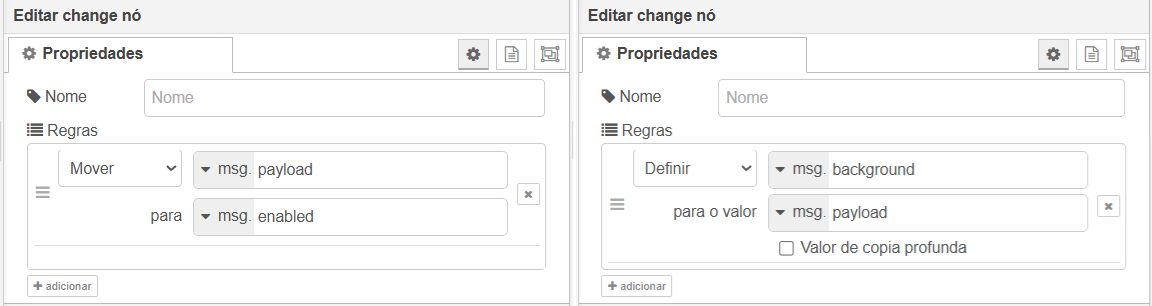 Editar change nó
Propriedades
Nome
Nome
Regras
Mover
msg. payload
para
msg. enabled
adicionar
Editar change nó
Propriedades
Nome
Nome
Regras
Definir
msg. background
para o valor
msg. payload
Valor de copia profunda
adicionar